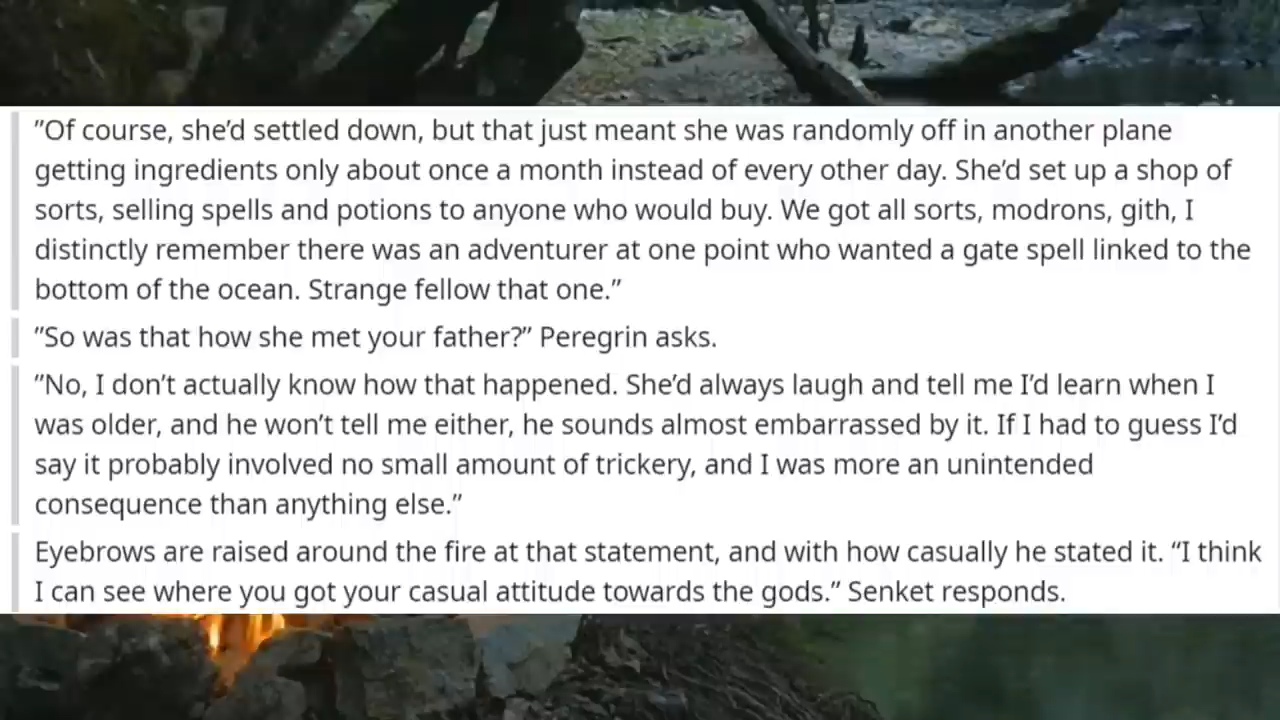 ”Of course, she’d settled down, but that just meant she was randomly off in another plane
getting ingredients only about once a month instead of every other day. She’d set up a shop of
sorts, selling spells and potions to anyone who would buy. We got all sorts, modrons, gith, I
distinctly remember there was an adventurer at one point who wanted a gate spell linked to the
bottom of the ocean. Strange fellow that one.”
”So was that how she met your father?” Peregrin asks.
”No, I don’t actually know how that happened. She’d always laugh and tell me I’d learn when I
was older, and he won’t tell me either, he sounds almost embarrassed by it. If I had to guess I’d
say it probably involved no small amount of trickery, and I was more an unintended
consequence than anything else.”
Eyebrows are raised around the fire at that statement, and with how casually he stated it. “I think
I can see where you got your casual attitude towards the gods.” Senket responds.